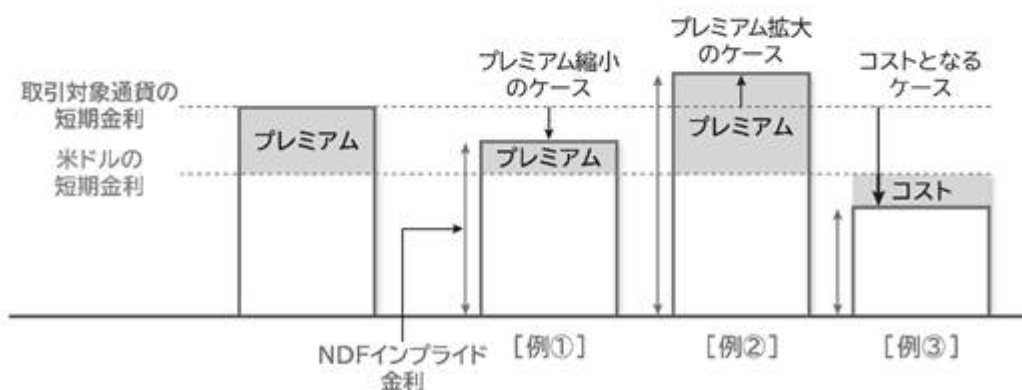 取引対象通貨の
短期金利
米ドルの
短期金利
プレミアム
プレミアム縮小
のケース
プレミアム
プレミアム拡大
のケース
プレミアム
コストとなる
ケース
コスト
NDFインプライド
金利
［例①］
［例②］
［例③］